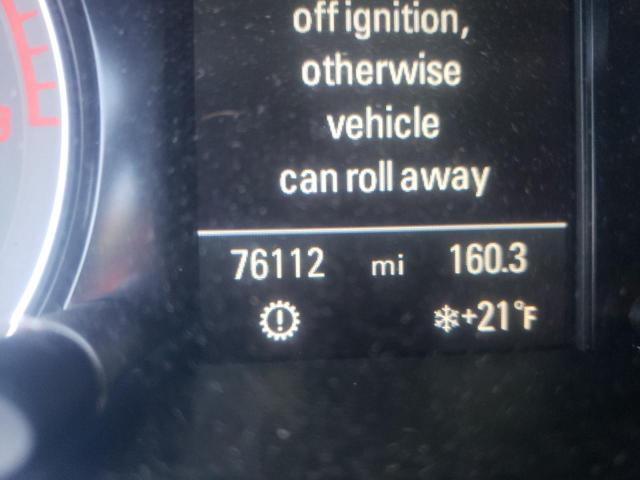 off ignition,
otherwise
vehicle
can roll away
76112 mi 160.3
+21°F